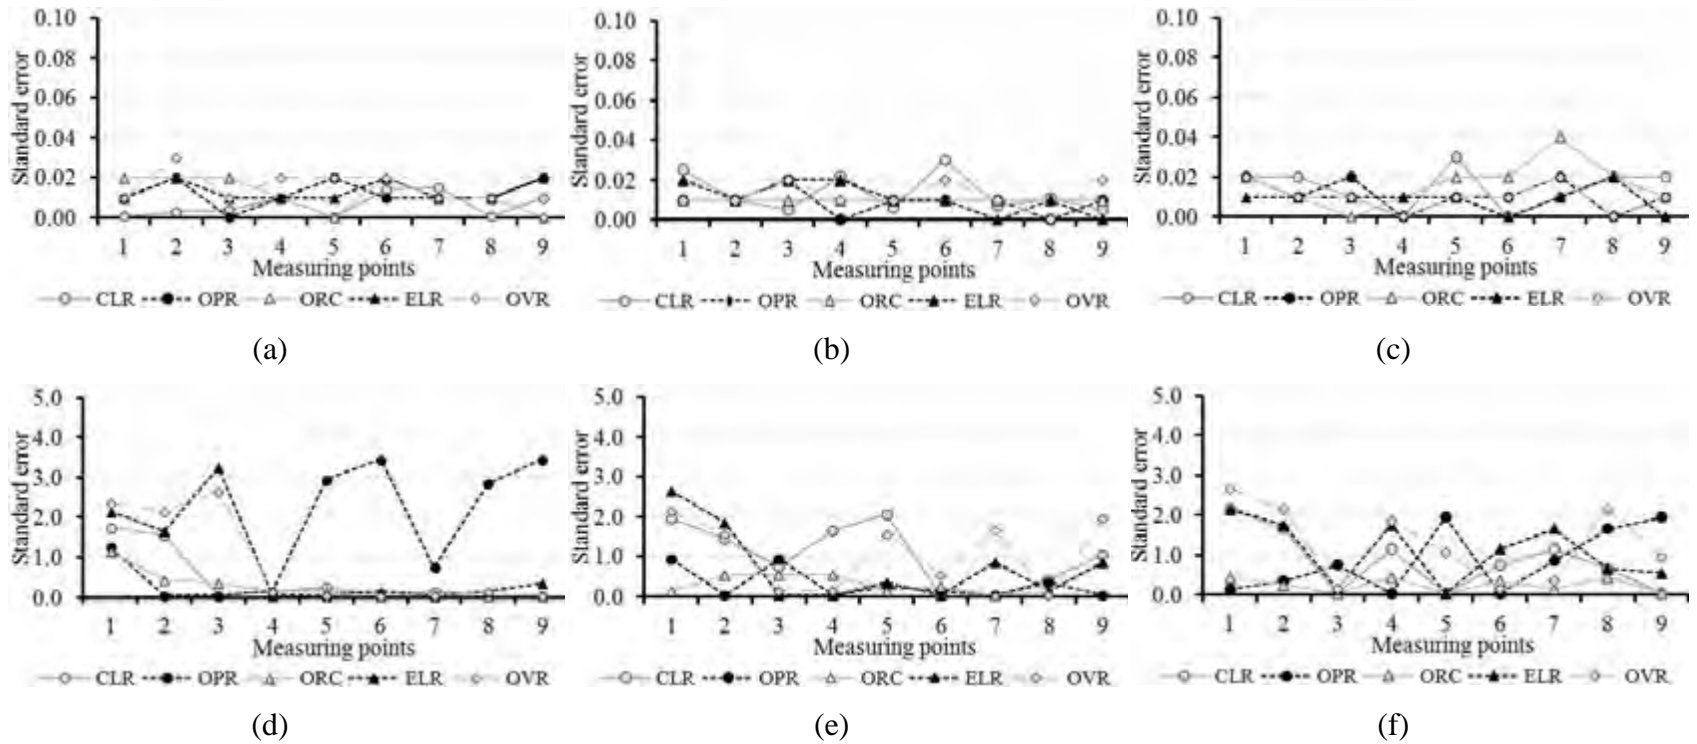 Standard error
0.10
0.08
0.06
0.04
0.02
0.00
1 2 3 4 5 6 7 8 9
Measuring points
CLR OPR ORC ELR OVR
(a)
Standard error
0.10
0.08
0.06
0.04
0.02
0.00
1 2 3 4 5 6 7 8 9
Measuring points
CLR OPR ORC ELR OVR
(b)
Standard error
0.10
0.08
0.06
0.04
0.02
0.00
1 2 3 4 5 6 7 8 9
Measuring points
CLR OPR ORC ELR OVR
(c)
Standard error
5.0
4.0
3.0
2.0
1.0
0.0
1 2 3 4 5 6 7 8 9
Measuring points
CLR OPR ORC ELR OVR
(d)
Standard error
5.0
4.0
3.0
2.0
1.0
0.0
1 2 3 4 5 6 7 8 9
Measuring points
CLR OPR ORC ELR OVR
(e)
Standard error
5.0
4.0
3.0
2.0
1.0
0.0
1 2 3 4 5 6 7 8 9
Measuring points
CLR OPR ORC ELR OVR
(f)